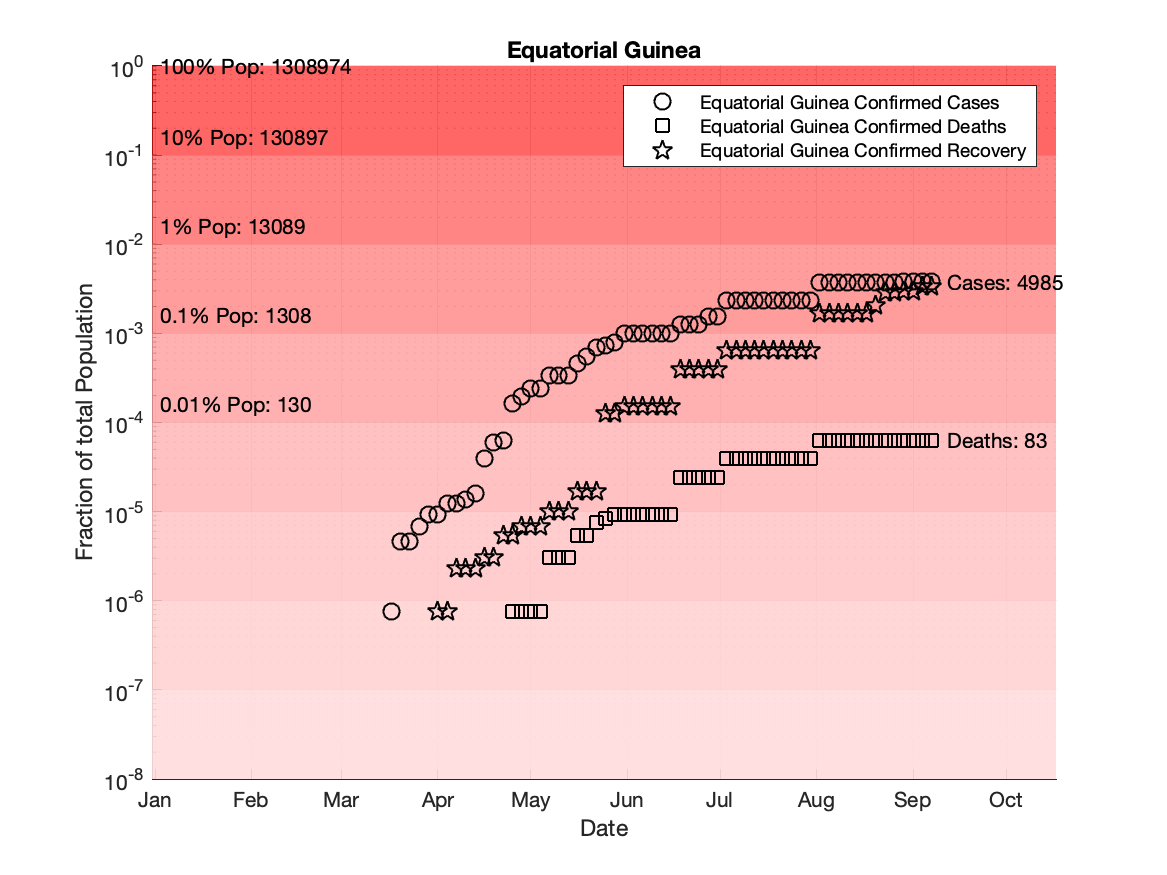 Equatorial Guinea
10^0
100% Pop: 1308974
Equatorial Guinea Confirmed Cases
Equatorial Guinea Confirmed Deaths
Equatorial Guinea Confirmed Recovery
10% Pop: 130897
10^-1
1% Pop: 13089
10^-2
Cases: 4985
0.1% Pop: 1308
10^-3
0.01% Pop: 130
10^-4
Deaths: 83
10^-5
10^-6
10^-7
10^-8
Fraction of total Population
Jan Feb Mar Apr May Jun Jul Aug Sep Oct
Date